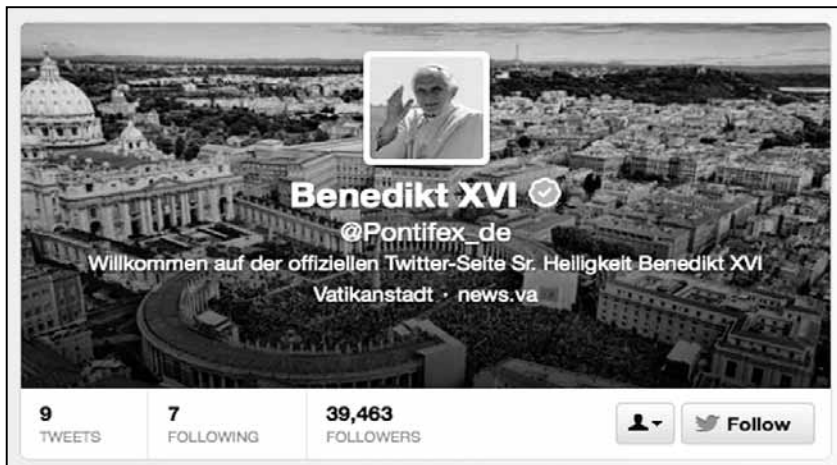 Benedikt XVI
@Pontifex_de
Willkommen auf der offiziellen Twitter-Seite Sr. Heiligkeit Benedikt XVI
Vatikanstadt · news.va
9 7 39,463
TWEETS FOLLOWING FOLLOWERS
Follow